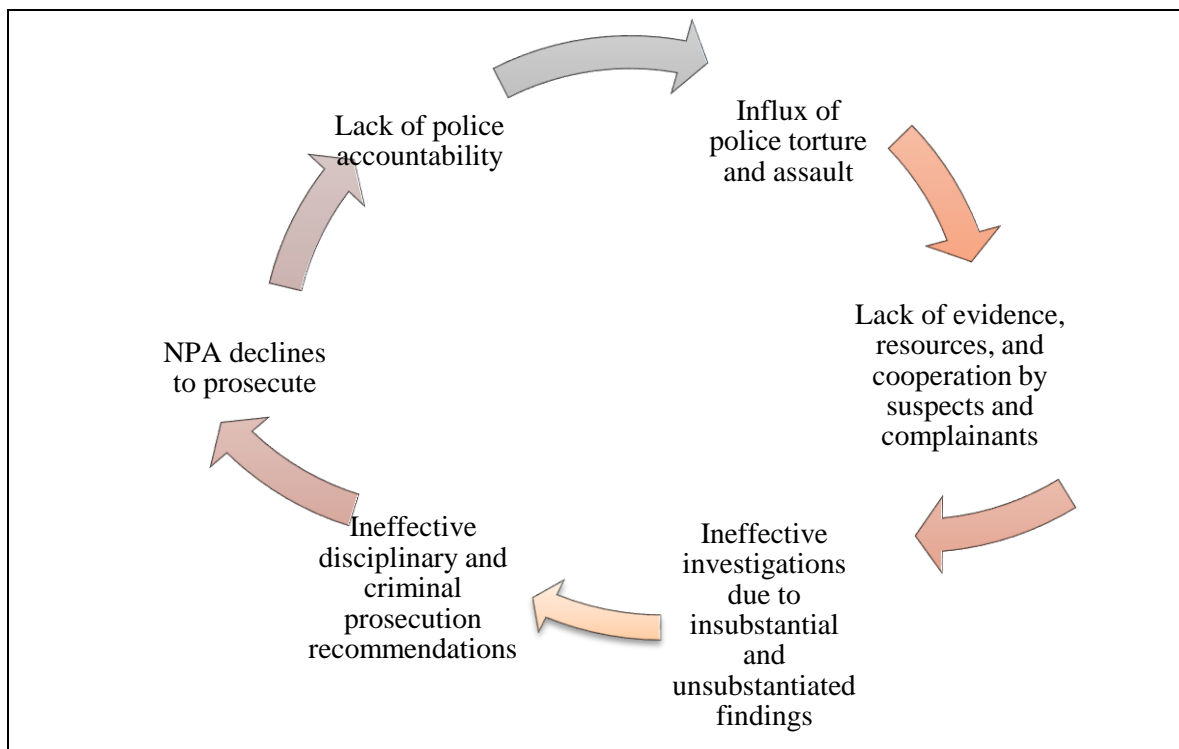 Lack of police
accountability
Influx of
police torture
and assault
Lack of evidence,
resources, and
cooperation by
suspects and
complainants
Ineffective
investigations
due to
insubstantial
and
unsubstantiated
findings
Ineffective
disciplinary and
criminal
prosecution
recommendations
NPA declines
to prosecute